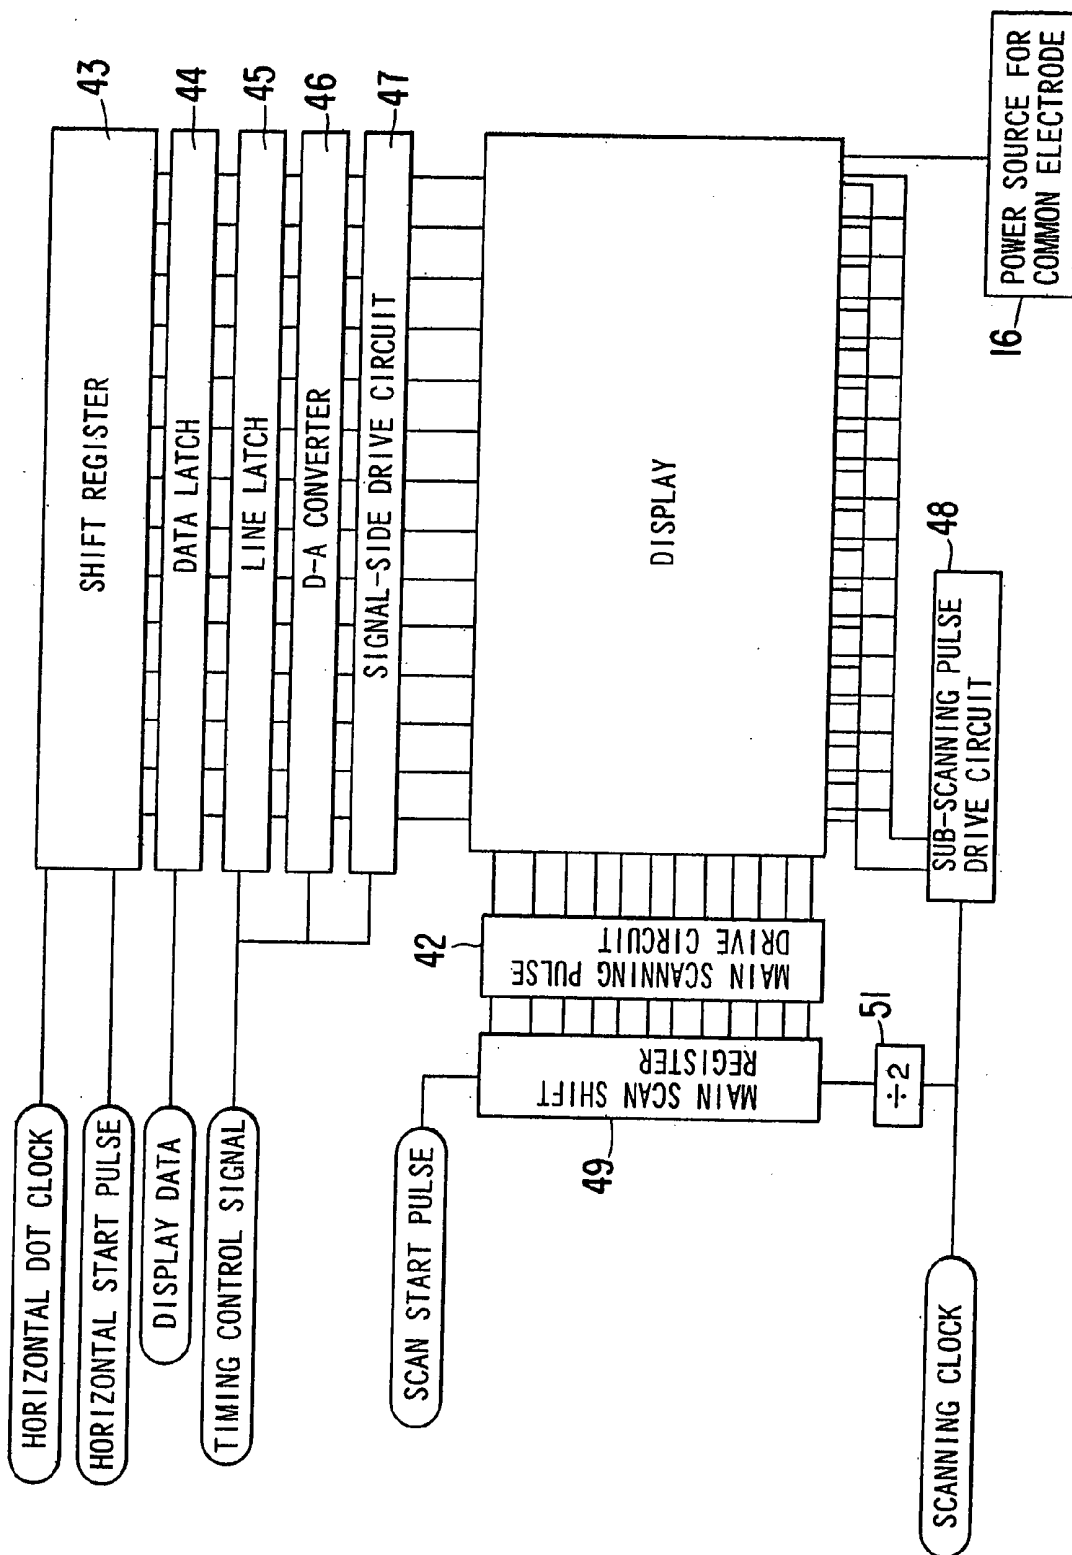 43
SHIFT REGISTER
44
DATA LATCH
45
LINE LATCH
46
D-A CONVERTER
47
SIGNAL-SIDE DRIVE CIRCUIT
HORIZONTAL DOT CLOCK
HORIZONTAL START PULSE
DISPLAY DATA
TIMING CONTROL SIGNAL
DISPLAY
42
MAIN SCANNING PULSE
DRIVE CIRCUIT
MAIN SCAN SHIFT
REGISTER
49
SCAN START PULSE
51
÷2
48
SUB-SCANNING PULSE
DRIVE CIRCUIT
16
POWER SOURCE FOR
COMMON ELECTRODE
SCANNING CLOCK